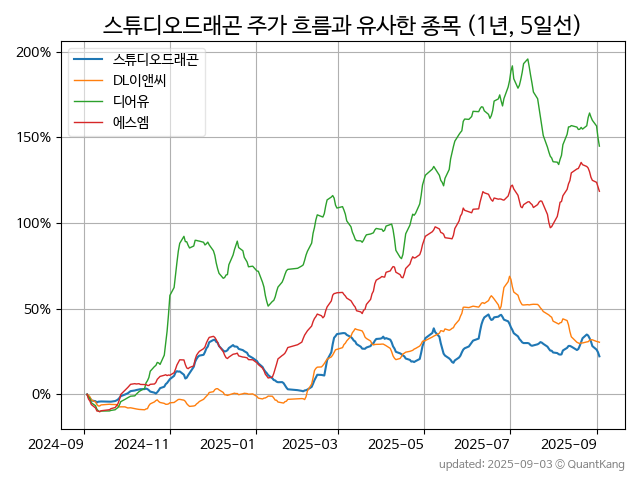 스튜디오드래곤 주가 흐름과 유사한 종목 (1년, 5일선)
스튜디오드래곤
DL이앤씨
디어유
에스엠
200%
150%
100%
50%
0%
2024-09
2024-11
2025-01
2025-03
2025-05
2025-07
2025-09
updated: 2025-09-03 © QuantKang